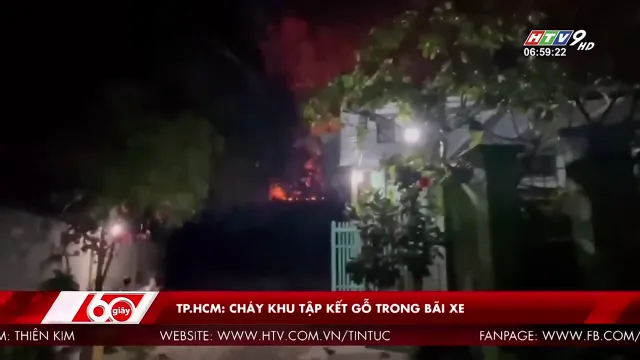 HTV9 HD
06:59:22
60 giây
TP.HCM: CHÁY KHU TẬP KẾT GỖ TRONG BÃI XE
M: THIÊN KIM WEBSITE: WWW.HTV.COM.VN/TINTUC FANPAGE: WWW.FB.COM/